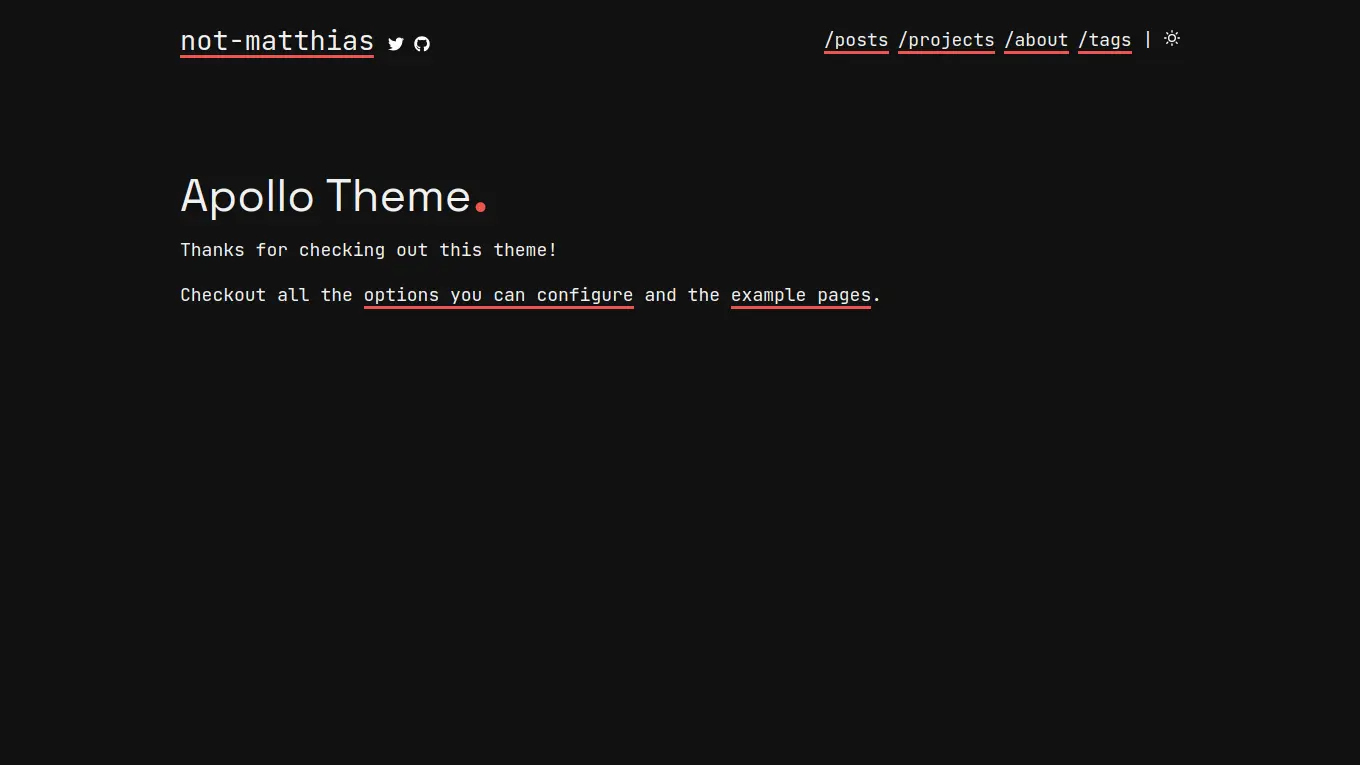 not-matthias
/posts /projects /about /tags |
Apollo Theme.
Thanks for checking out this theme!
Checkout all the options you can configure and the example pages.